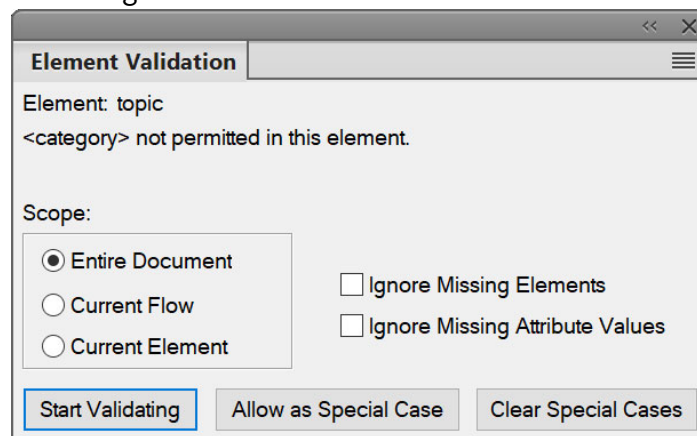 Element Validation
Element: topic
<category> not permitted in this element.
Scope:
Entire Document
Current Flow
Current Element
Ignore Missing Elements
Ignore Missing Attribute Values
Start Validating
Allow as Special Case
Clear Special Cases